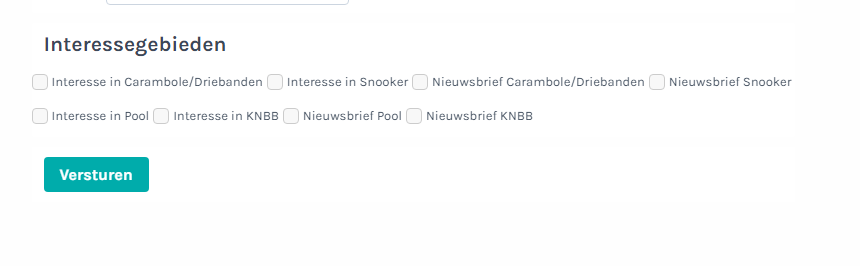 Interessegebieden
Interesse in Carambole/Driebanden Interesse in Snooker Nieuwsbrief Carambole/Driebanden Nieuwsbrief Snooker
Interesse in Pool Interesse in KNBB Nieuwsbrief Pool Nieuwsbrief KNBB
Versturen